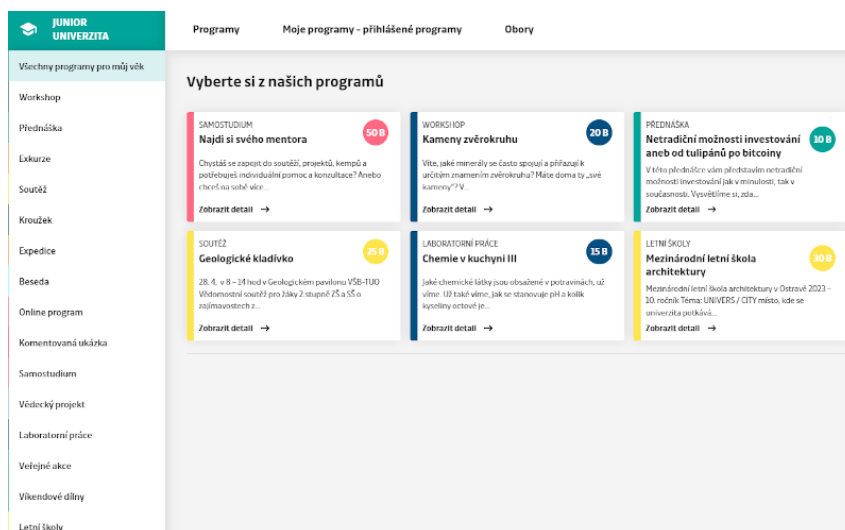 JUNIOR
UNIVERZITA
Programy
Moje programy - přihlášené programy
Obory
Všechny programy pro můj věk
Workshop
Přednáška
Exkurze
Soutěž
Kroužek
Expedice
Beseda
Online program
Komentovaná ukázka
Samostudium
Vědecký projekt
Laboratorní práce
Veřejné akce
Víkendové dílny
Letní školy
Vyberte si z našich programů
SAMOSTUDIUM
Najdi si svého mentora
50 B
Chystáš se zapojit do soutěží, projektů, kempů a
potřebuješ individuální pomoc a konzultace? Anebo
chceš na sobě více...
Zobrazit detail →
WORKSHOP
Kameny zvěrokruhu
20 B
Víte, jaké minerály se často spojují a přiřazují k
určitým znamením zvěrokruhu? Máte doma ty „své
kameny“? V...
Zobrazit detail →
PŘEDNÁŠKA
Netradiční možnosti investování
aneb od tulipánů po bitcoiny
10 B
V této přednášce vám představím netradiční
možnosti investování jak v minulosti, tak v
současnosti. Vysvětlíme si, zda...
Zobrazit detail →
SOUTĚŽ
Geologické kladívko
25 B
28. 4. v 8 – 14 hod v Geologickém pavilonu VŠB-TUO
Vědomostní soutěž pro žáky 2.stupně ZŠ a SŠ o
zajímavostech z...
Zobrazit detail →
LABORATORNÍ PRÁCE
Chemie v kuchyni III
15 B
Jaké chemické látky jsou obsažené v potravinách, už
víme. Už také víme, jak se stanovuje pH a kolik
kyseliny octové je...
Zobrazit detail →
LETNÍ ŠKOLY
Mezinárodní letní škola
architektury
30 B
Mezinárodní letní škola architektury v Ostravě 2023 –
10. ročník Téma: UNIVERS / CITY místo, kde se
univerzita potkává...
Zobrazit detail →